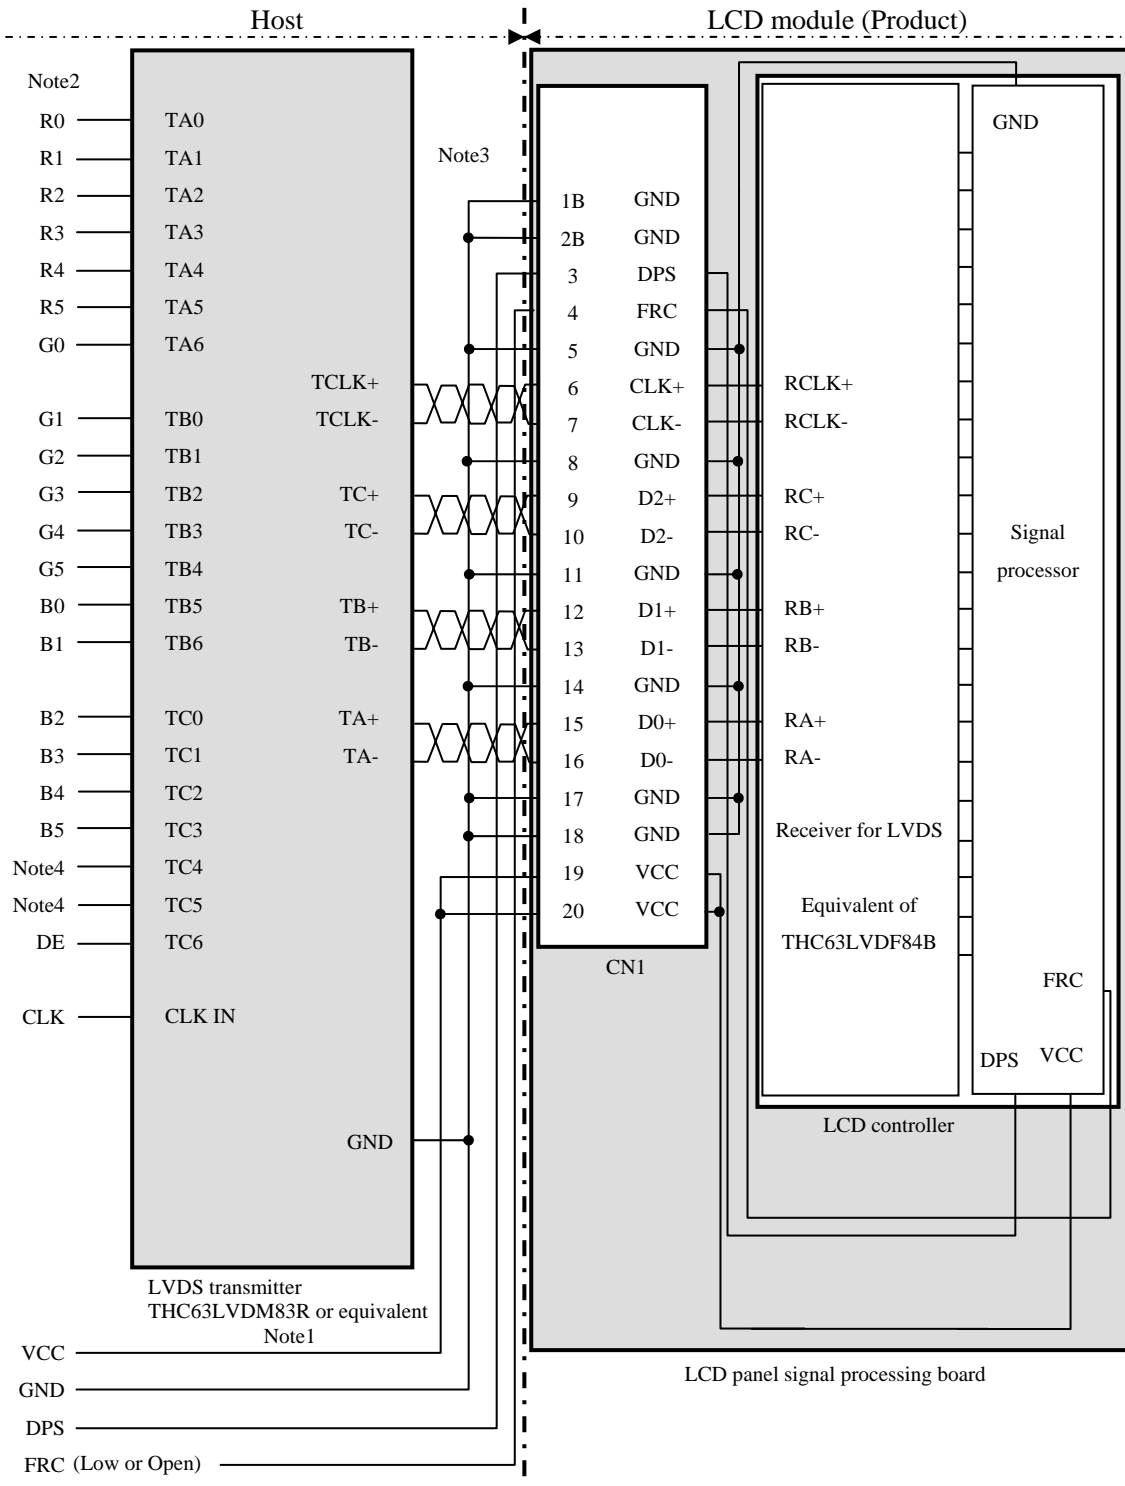 Host
LCD module (Product)
Note2
R0 TA0
R1 TA1
R2 TA2
R3 TA3
R4 TA4
R5 TA5
G0 TA6
TCLK+
G1 TB0 TCLK-
G2 TB1
G3 TB2 TC+
G4 TB3 TC-
G5 TB4
B0 TB5 TB+
B1 TB6 TB-
B2 TC0 TA+
B3 TC1 TA-
B4 TC2
B5 TC3
Note4 TC4
Note4 TC5
DE TC6
CLK CLK IN
GND
LVDS transmitter
THC63LVDM83R or equivalent
Note1
VCC
GND
DPS
FRC (Low or Open)
Note3
1B GND
2B GND
3 DPS
4 FRC
5 GND
6 CLK+
7 CLK-
8 GND
9 D2+
10 D2-
11 GND
12 D1+
13 D1-
14 GND
15 D0+
16 D0-
17 GND
18 GND
19 VCC
20 VCC
CN1
RCLK+
RCLK-
RC+
RC-
RB+
RB-
RA+
RA-
Receiver for LVDS
Equivalent of
THC63LVDF84B
GND
Signal
processor
FRC
DPS VCC
LCD controller
LCD panel signal processing board